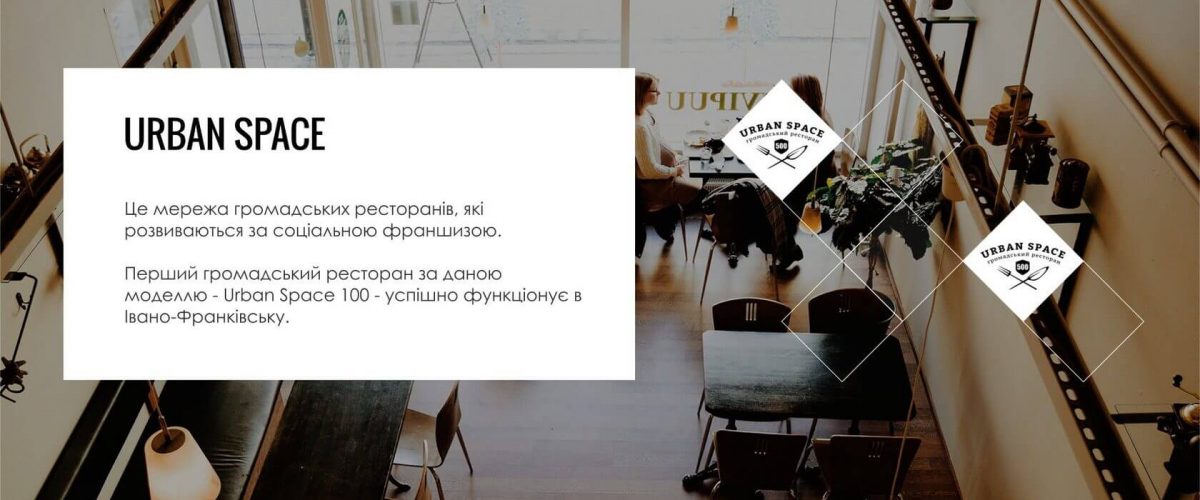 URBAN SPACE
Це мережа громадських ресторанів, які
розвиваються за соціальною франшизою.
Перший громадський ресторан за даною
моделлю - Urban Space 100 - успішно функціонує в
Івано-Франківську.
VIPUU
URBAN SPACE
громадський ресторан
500
URBAN SPACE
громадський ресторан
500